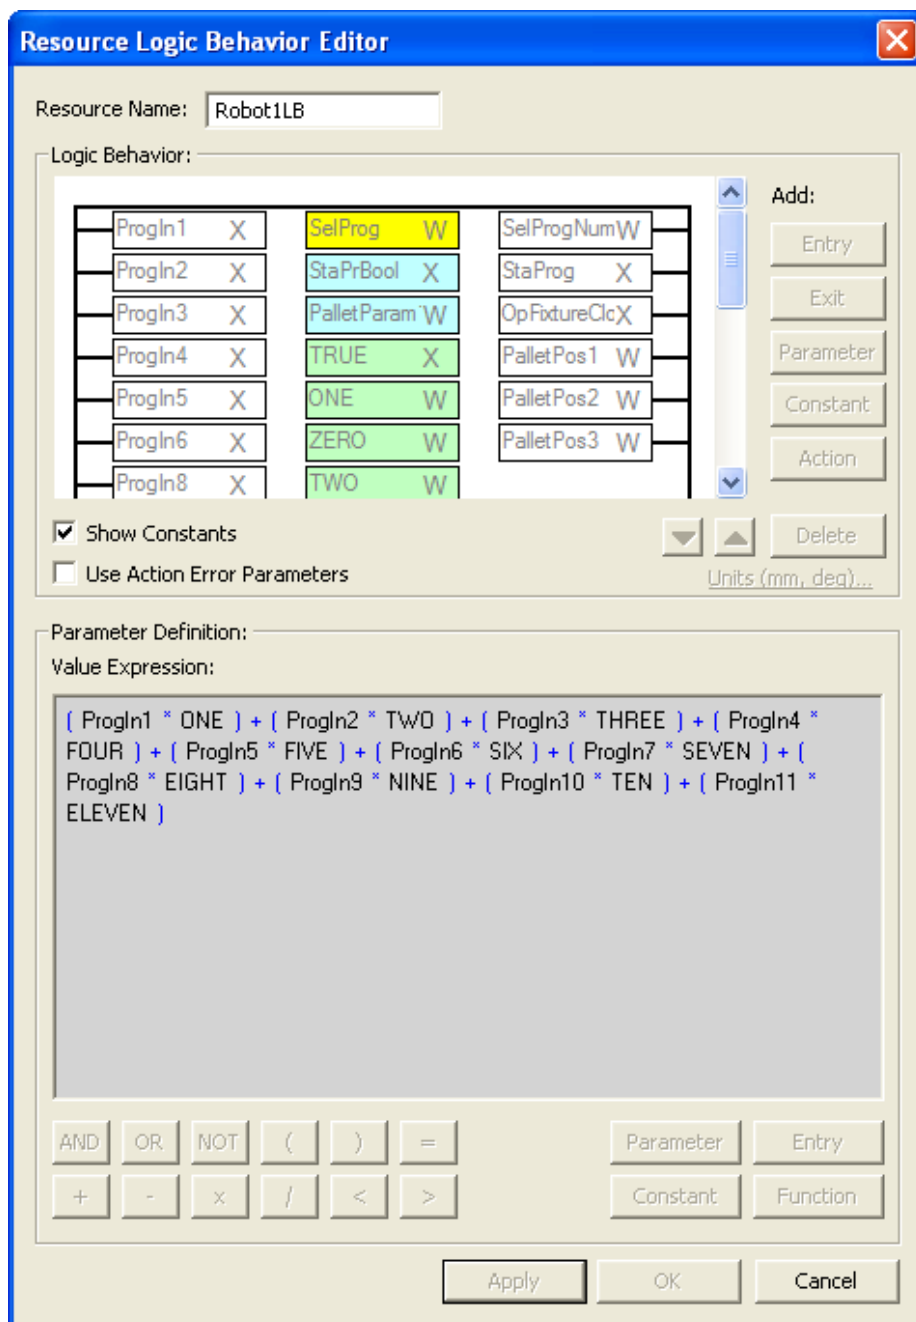 Resource Logic Behavior Editor
Resource Name: Robot1LB
Logic Behavior:
Add:
ProgIn1 X SelProg W SelProgNum W
Entry
ProgIn2 X StaPrBool X StaProg X
Exit
ProgIn3 X PalletParam W OpFixtureClc X
Parameter
ProgIn4 X TRUE X PalletPos1 W
ProgIn5 X ONE W PalletPos2 W
Constant
ProgIn6 X ZERO W PalletPos3 W
Action
ProgIn8 X TWO W
Show Constants
Delete
Use Action Error Parameters
Units (mm, deg)...
Parameter Definition:
Value Expression:
( ProgIn1 * ONE ) + ( ProgIn2 * TWO ) + ( ProgIn3 * THREE ) + ( ProgIn4 *
FOUR ) + ( ProgIn5 * FIVE ) + ( ProgIn6 * SIX ) + ( ProgIn7 * SEVEN ) + (
ProgIn8 * EIGHT ) + ( ProgIn9 * NINE ) + ( ProgIn10 * TEN ) + ( ProgIn11 *
ELEVEN )
AND OR NOT ( ) = Parameter Entry
+ - x / < > Constant Function
Apply OK Cancel